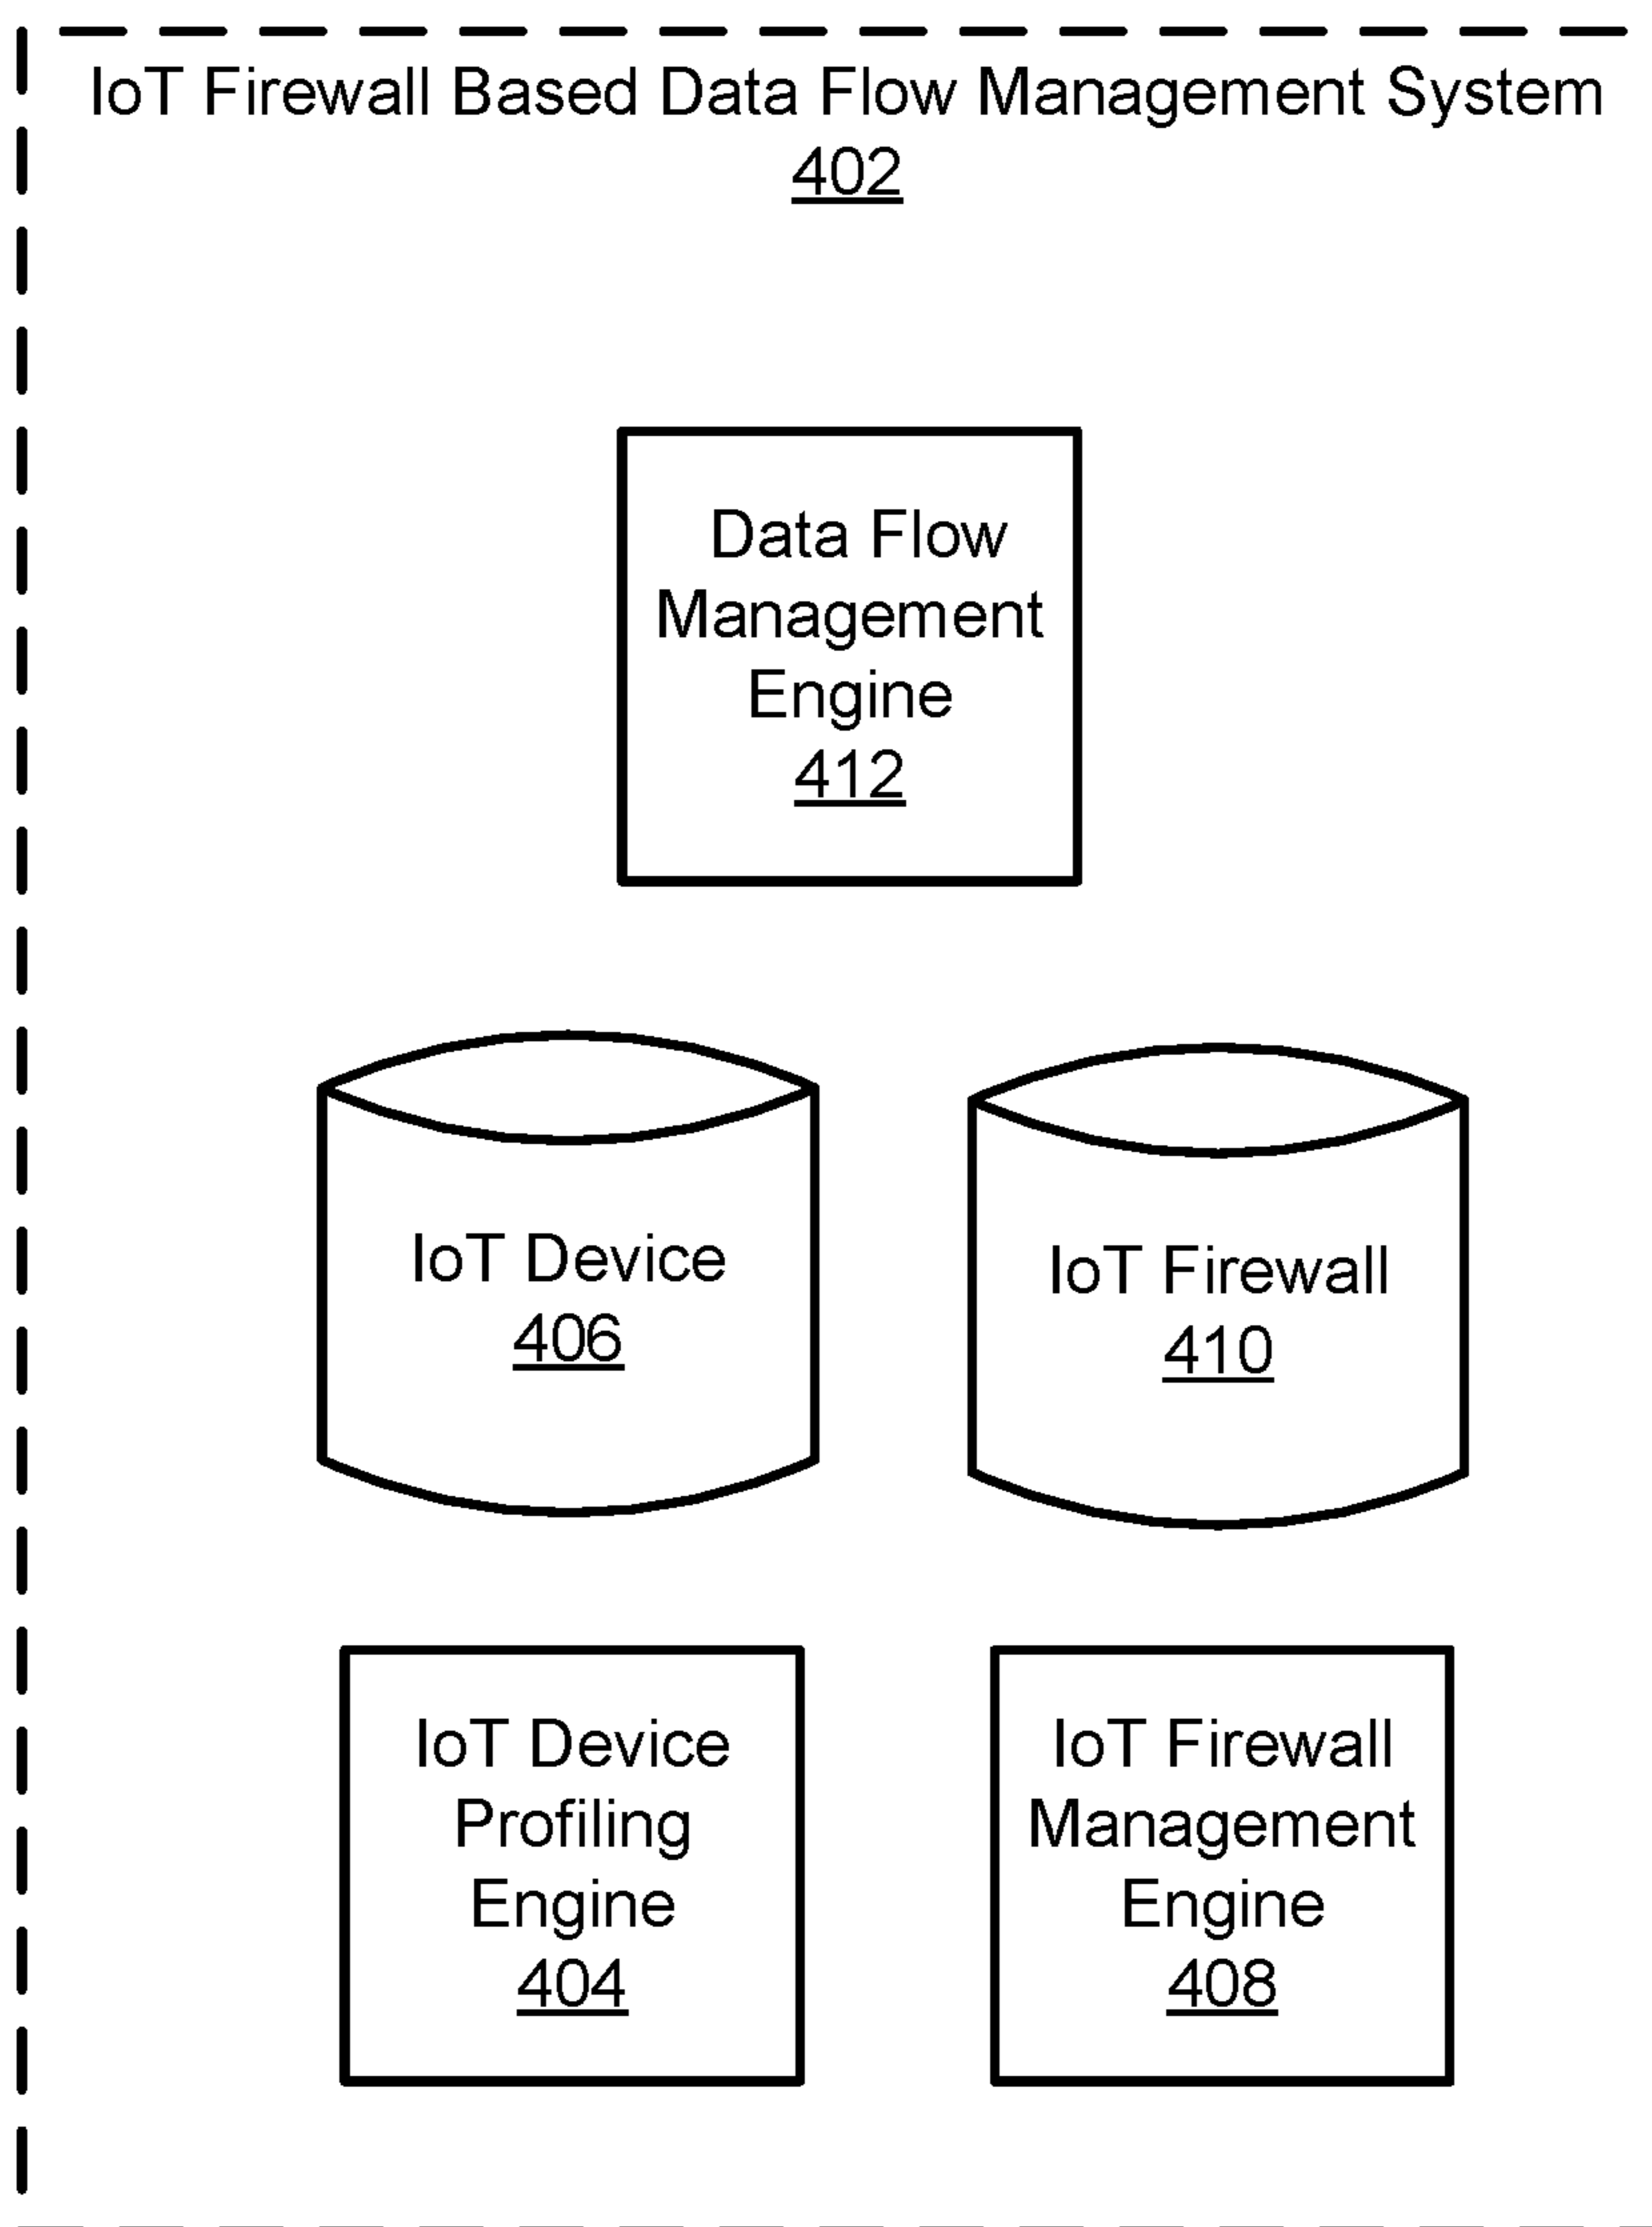 IoT Firewall Based Data Flow Management System
402
Data Flow
Management
Engine
412
IoT Device
406
IoT Firewall
410
IoT Device
Profiling
Engine
404
IoT Firewall
Management
Engine
408